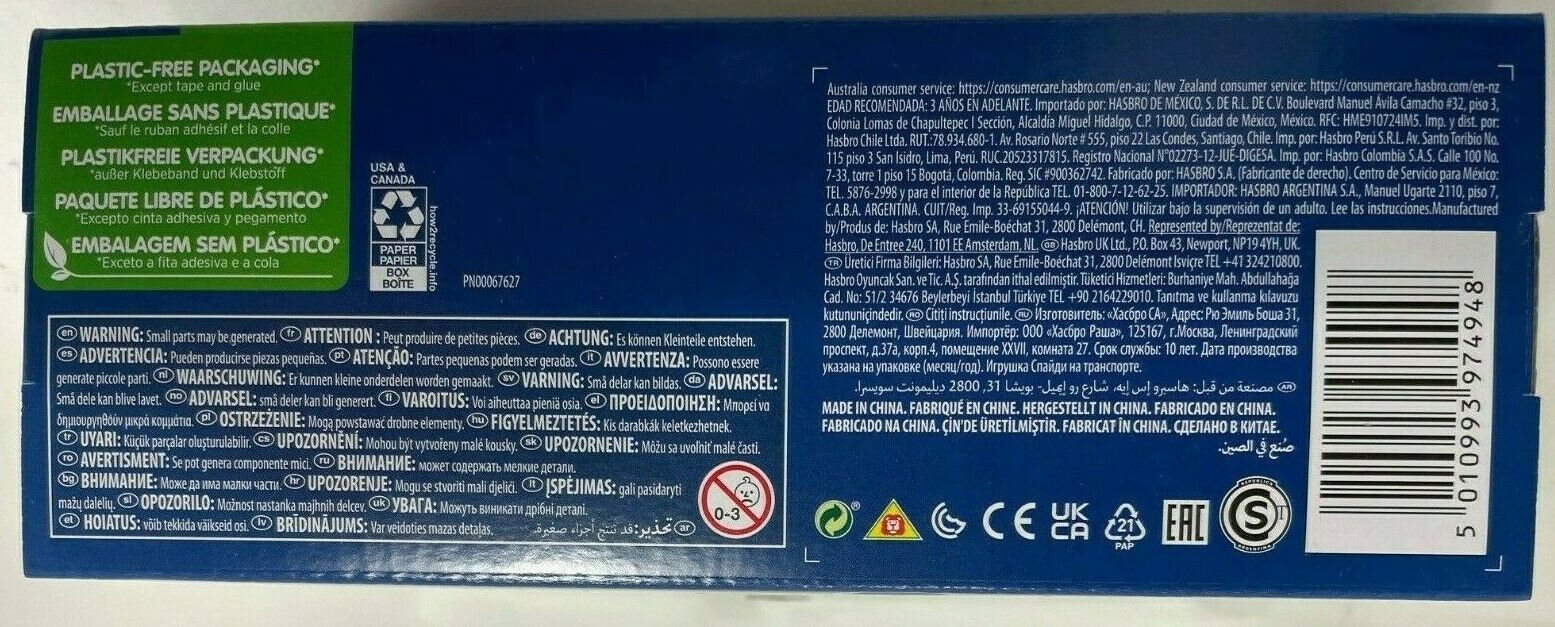 PLASTIC-FREE PACKAGING*
*Except tape and glue
EMBALLAGE SANS PLASTIQUE*
*Sauf le ruban adhésif et la colle
PLASTIKFREIE VERPACKUNG*
*außer Klebeband und Klebstoff
PAQUETE LIBRE DE PLÁSTICO*
*Excepto cinta adhesiva y pegamento
EMBALAGEM SEM PLÁSTICO*
*Exceto a fita adesiva e a cola
USA &
CANADA
PAPER
PAPIER
BOX
BOÎTE
how2recycle.info
PN00067627
en WARNING: Small parts may be generated. fr ATTENTION : Peut produire de petites pièces. de ACHTUNG: Es können Kleinteile entstehen.
es ADVERTENCIA: Pueden producirse piezas pequeñas. pt ATENÇÃO: Partes pequenas podem ser geradas. it AVVERTENZA: Possono essere
generate piccole parti. nl WAARSCHUWING: Er kunnen kleine onderdelen worden gemaakt. sv VARNING: Små delar kan bildas. da ADVARSEL:
Små dele kan blive lavet. no ADVARSEL: små deler kan bli generert. fi VAROITUS: Voi aiheuttaa pieniä osia. el ΠΡΟΕΙΔΟΠΟΙΗΣΗ: Μπορεί να
δημιουργηθούν μικρά κομμάτια. pl OSTRZEŻENIE: Mogą powstawać drobne elementy. hu FIGYELMEZTETÉS: Kis darabkák keletkezhetnek.
tr UYARI: Küçük parçalar oluşturulabilir. cs UPOZORNĚNÍ: Mohou být vytvořeny malé kousky. sk UPOZORNENIE: Môžu sa uvoľniť malé časti.
ro AVERTISMENT: Se pot genera componente mici. ru ВНИМАНИЕ: может содержать мелкие детали.
bg ВНИМАНИЕ: Може да има малки части. hr UPOZORENJE: Mogu se stvoriti mali djelići. lt ĮSPĖJIMAS: gali pasidaryti
mažų dalelių. sl OPOZORILO: Možnost nastanka majhnih delcev. uk УВАГА: Можуть виникати дрібні деталі.
et HOIATUS: võib tekkida väikseid osi. lv BRĪDINĀJUMS: Var veidoties mazas detaļas. ar تحذير: قد تنتج أجزاء صغيرة.
0-3
Australia consumer service: https://consumercare.hasbro.com/en-au; New Zealand consumer service: https://consumercare.hasbro.com/en-nz
EDAD RECOMENDADA: 3 AÑOS EN ADELANTE. Importado por: HASBRO DE MÉXICO, S. DE R.L. DE C.V. Boulevard Manuel Ávila Camacho #32, piso 3,
Colonia Lomas de Chapultepec I Sección, Alcaldía Miguel Hidalgo, C.P. 11000, Ciudad de México, México. RFC: HME910724IM5. Imp. y dist. por:
Hasbro Chile Ltda. RUT.:78.934.680-1. Av. Rosario Norte # 555, piso 22 Las Condes, Santiago, Chile. Imp. por: Hasbro Perú S.R.L. Av. Santo Toribio No.
115 piso 3 San Isidro, Lima, Perú. RUC.20523317815. Registro Nacional N°02273-12-JUE-DIGESA. Imp. por: Hasbro Colombia S.A.S. Calle 100 No.
7-33, torre 1 piso 15 Bogotá, Colombia. Reg. SIC #900362742. Fabricado por: HASBRO S.A. (Fabricante de derecho). Centro de Servicio para México:
TEL. 5876-2998 y para el interior de la República TEL. 01-800-7-12-62-25. IMPORTADOR: HASBRO ARGENTINA S.A., Manuel Ugarte 2110, piso 7,
C.A.B.A. ARGENTINA. CUIT/Reg. Imp. 33-69155044-9. ¡ATENCIÓN! Utilizar bajo la supervisión de un adulto. Lee las instrucciones.Manufactured
by/Produs de: Hasbro SA, Rue Emile-Boéchat 31, 2800 Delémont, CH. Represented by/Reprezentat de:
Hasbro, De Entree 240, 1101 EE Amsterdam, NL. GB Hasbro UK Ltd., P.O. Box 43, Newport, NP19 4YH, UK.
TR Üretici Firma Bilgileri: Hasbro SA, Rue Emile-Boéchat 31, 2800 Delémont İsviçre TEL +41 324210800.
Hasbro Oyuncak San. ve Tic. A.Ş. tarafından ithal edilmiştir. Tüketici Hizmetleri: Burhaniye Mah. Abdullahağa
Cad. No: 51/2 34676 Beylerbeyi İstanbul Türkiye TEL +90 2164229010. Tanıtma ve kullanma kılavuzu
kutununiçindedir. RO Citiți instrucțiunile. RU Изготовитель: «Хасбро СА», Адрес: Рю Эмиль Боша 31,
2800 Делемонт, Швейцария. Импортёр: ООО «Хасбро Раша», 125167, г.Москва, Ленинградский
проспект, д.37а, корп.4, помещение XXVII, комната 27. Срок службы: 10 лет. Дата производства
указана на упаковке (месяц/год). Игрушка Спайди на транспорте.
AR مصنعة من قبل: هاسبرو إس إيه، شارع رو إيميل- بويشا 31، 2800 ديليمونت سويسرا.
MADE IN CHINA. FABRIQUÉ EN CHINE. HERGESTELLT IN CHINA. FABRICADO EN CHINA.
FABRICADO NA CHINA. ÇİN'DE ÜRETİLMİŞTİR. FABRICAT ÎN CHINA. СДЕЛАНО В КИТАЕ.
صُنع في الصين.
CE
UK
CA
21
PAP
EAC
REPUBLICA
S T
ARGENTINA
5 010993 974948